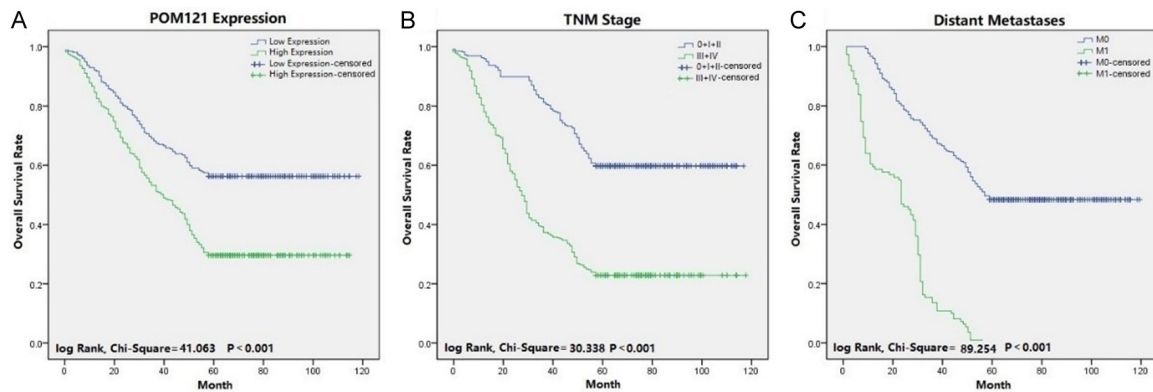 A
POM121 Expression
Low Expression
High Expression
Low Expression-censored
High Expression-censored
Overall Survival Rate
1.0
0.8
0.6
0.4
0.2
0.0
log Rank, Chi-Square=41.063 P<0.001
0 20 40 60 80 100 120
Month
B
TNM Stage
0+I+II
III+IV
0+I+II-censored
III+IV-censored
Overall Survival Rate
1.0
0.8
0.6
0.4
0.2
0.0
log Rank, Chi-Square= 30.338 P<0.001
0 20 40 60 80 100 120
Month
C
Distant Metastases
M0
M1
M0-censored
M1-censored
Overall Survival Rate
1.0
0.8
0.6
0.4
0.2
0.0
log Rank, Chi-Square= 89.254 P<0.001
0 20 40 60 80 100 120
Month